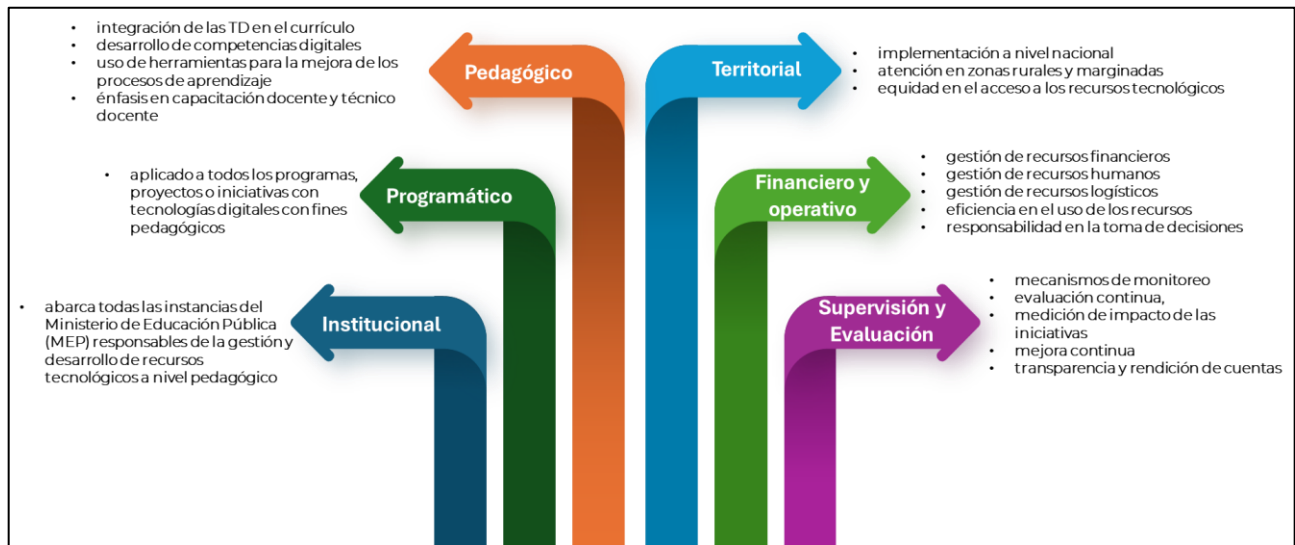 • integración de las TD en el currículo
• desarrollo de competencias digitales
• uso de herramientas para la mejora de los
procesos de aprendizaje
• énfasis en capacitación docente y técnico
docente
Pedagógico
Territorial
• implementación a nivel nacional
• atención en zonas rurales y marginadas
• equidad en el acceso a los recursos tecnológicos
• aplicado a todos los programas,
proyectos o iniciativas con
tecnologías digitales con fines
pedagógicos
Programático
Financiero y
operativo
• gestión de recursos financieros
• gestión de recursos humanos
• gestión de recursos logísticos
• eficiencia en el uso de los recursos
• responsabilidad en la toma de decisiones
• abarca todas las instancias del
Ministerio de Educación Pública
(MEP) responsables de la gestión y
desarrollo de recursos
tecnológicos a nivel pedagógico
Institucional
Supervisión y
Evaluación
• mecanismos de monitoreo
• evaluación continua,
• medición de impacto de las
iniciativas
• mejora continua
• transparencia y rendición de cuentas